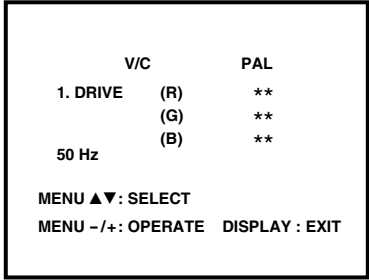 V/C PAL
1. DRIVE (R) **
(G) **
(B) **
50 Hz
MENU ▲▼: SELECT
MENU −/+: OPERATE DISPLAY : EXIT